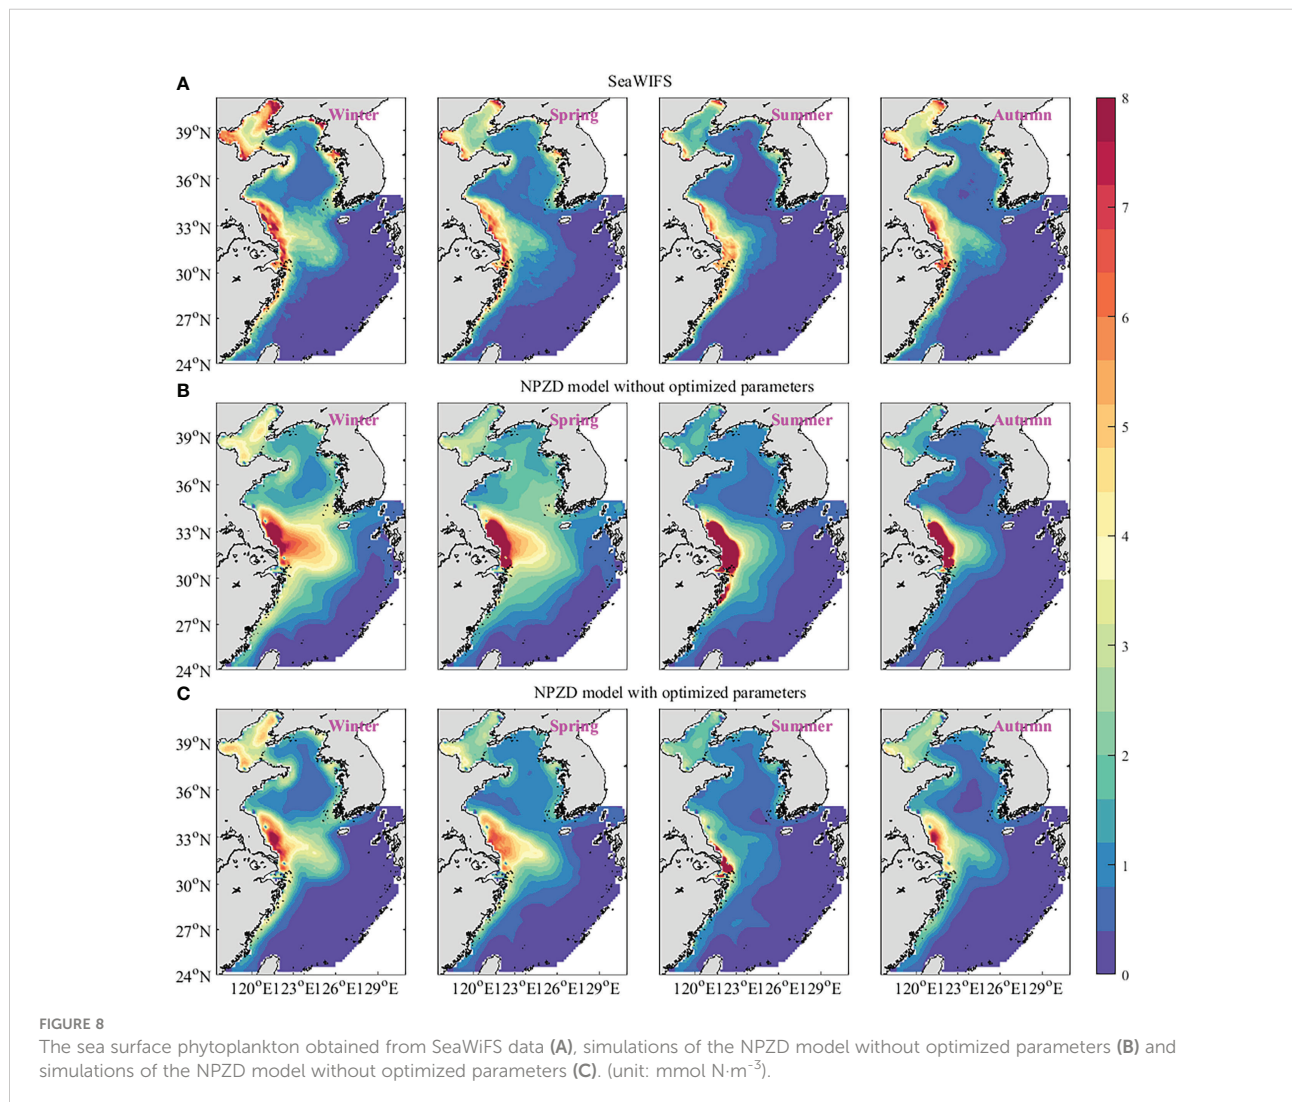 A
SeaWIFS
Winter
Spring
Summer
Autumn
39°N
36°N
33°N
30°N
27°N
24°N
B
NPZD model without optimized parameters
Winter
Spring
Summer
Autumn
39°N
36°N
33°N
30°N
27°N
24°N
C
NPZD model with optimized parameters
Winter
Spring
Summer
Autumn
39°N
36°N
33°N
30°N
27°N
24°N
120°E123°E126°E129°E 120°E123°E126°E129°E 120°E123°E126°E129°E 120°E123°E126°E129°E
8
7
6
5
4
3
2
1
0
FIGURE 8
The sea surface phytoplankton obtained from SeaWiFS data (A), simulations of the NPZD model without optimized parameters (B) and
simulations of the NPZD model without optimized parameters (C). (unit: mmol N·m⁻³).